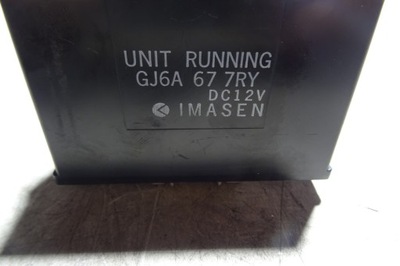 UNIT RUNNING
GJ6A 67 7RY
DC12V
IMASEN